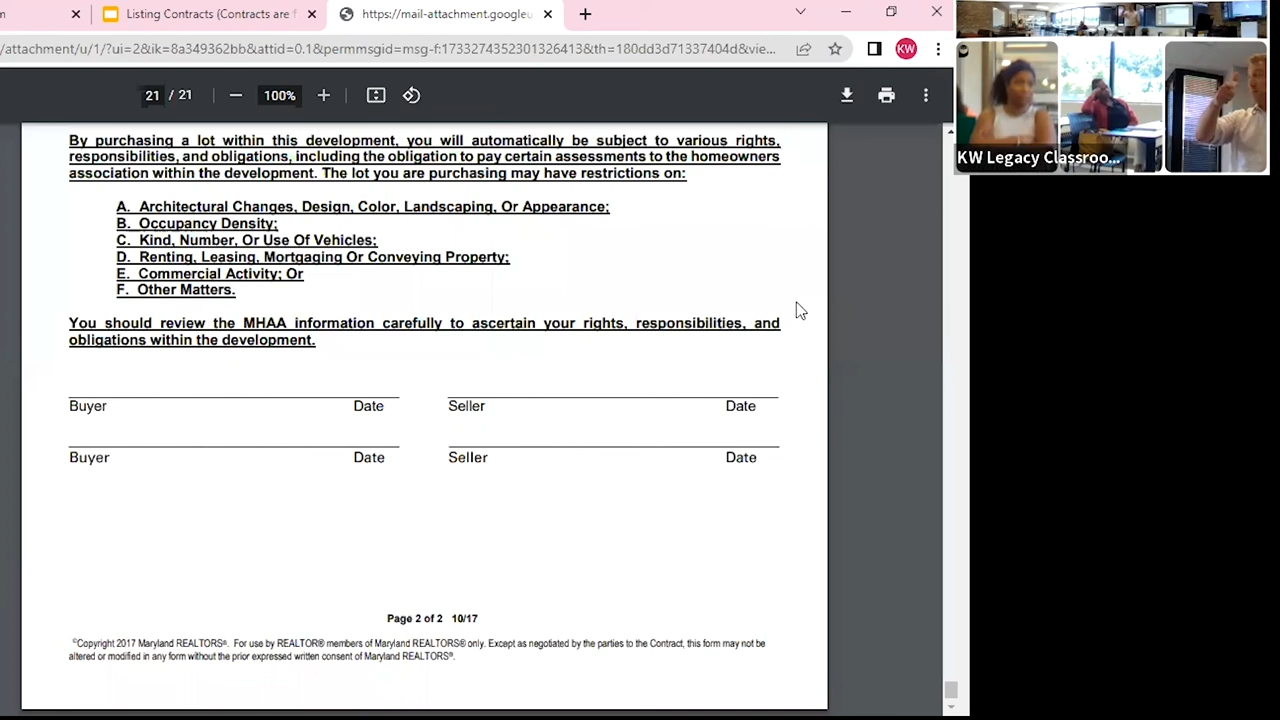 m
Listing Contracts (Contracts are f
https://mail-attachment.googleu
/attachment/u/1/?ui=2&ik=8a349362bb&attid=0.1&permmsgid=msg-f:1733274352301326413&th=180dd3d71337404d&vie...
KW
21 / 21
100%
KW Legacy Classroo...
By purchasing a lot within this development, you will automatically be subject to various rights,
responsibilities, and obligations, including the obligation to pay certain assessments to the homeowners
association within the development. The lot you are purchasing may have restrictions on:
A. Architectural Changes, Design, Color, Landscaping, Or Appearance;
B. Occupancy Density;
C. Kind, Number, Or Use Of Vehicles;
D. Renting, Leasing, Mortgaging Or Conveying Property;
E. Commercial Activity; Or
F. Other Matters.
You should review the MHAA information carefully to ascertain your rights, responsibilities, and
obligations within the development.
Buyer Date Seller Date
Buyer Date Seller Date
Page 2 of 2 10/17
©Copyright 2017 Maryland REALTORS®. For use by REALTOR® members of Maryland REALTORS® only. Except as negotiated by the parties to the Contract, this form may not be
altered or modified in any form without the prior expressed written consent of Maryland REALTORS®.